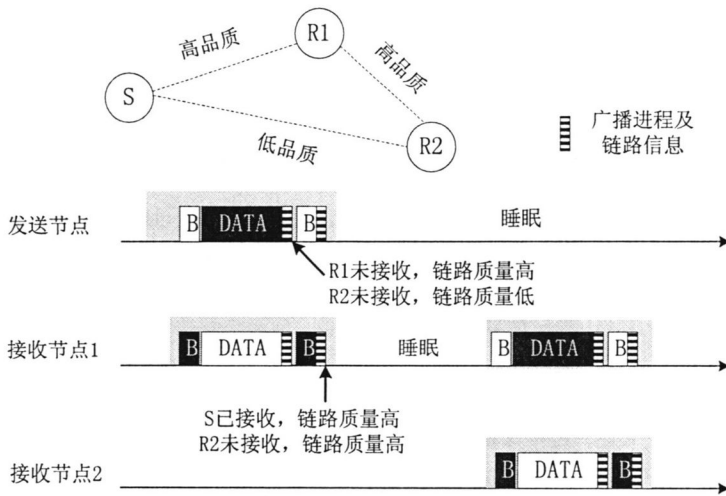 R1
高品质
高品质
S
低品质
R2
广播进程及
链路信息
发送节点
B DATA B
睡眠
R1未接收，链路质量高
R2未接收，链路质量低
接收节点1
B DATA B
睡眠
B DATA B
S已接收，链路质量高
R2未接收，链路质量高
接收节点2
B DATA B